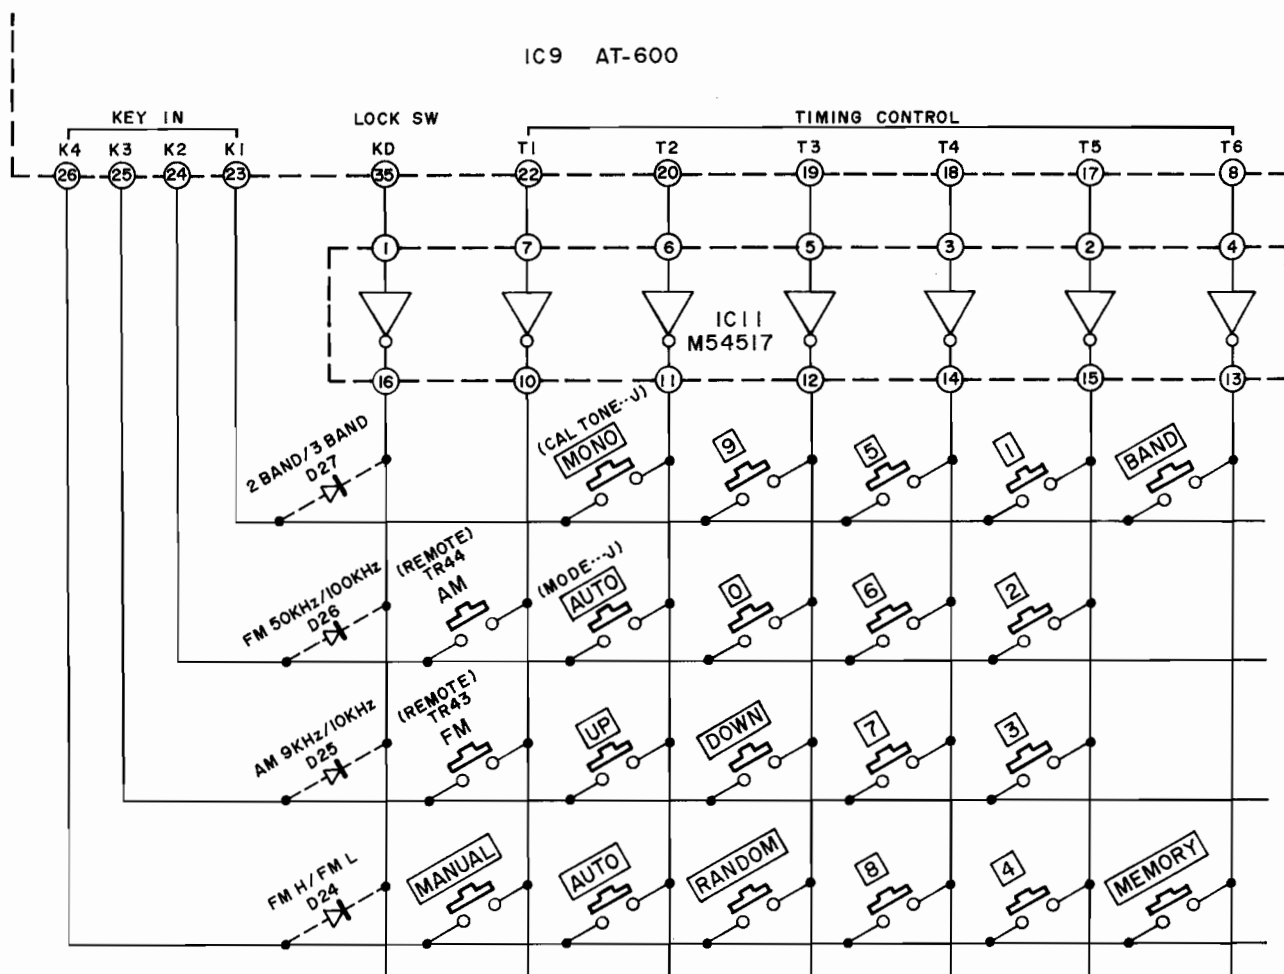 IC9 AT-600
KEY IN
LOCK SW
TIMING CONTROL
K4 K3 K2 K1 KD T1 T2 T3 T4 T5 T6
26 25 24 23 35 22 20 19 18 17 8
1 7 6 5 3 2 4
IC11
M54517
16 10 11 12 14 15 13
2 BAND/3 BAND
D27
(CAL TONE---J)
MONO
9
5
1
BAND
FM 50KHz/100KHz
D26
(REMOTE)
TR44
AM
(MODE---J)
AUTO
0
6
2
AM 9KHz/10KHz
D25
(REMOTE)
TR43
FM
UP
DOWN
7
3
FM H/FM L
D24
MANUAL
AUTO
RANDOM
8
4
MEMORY